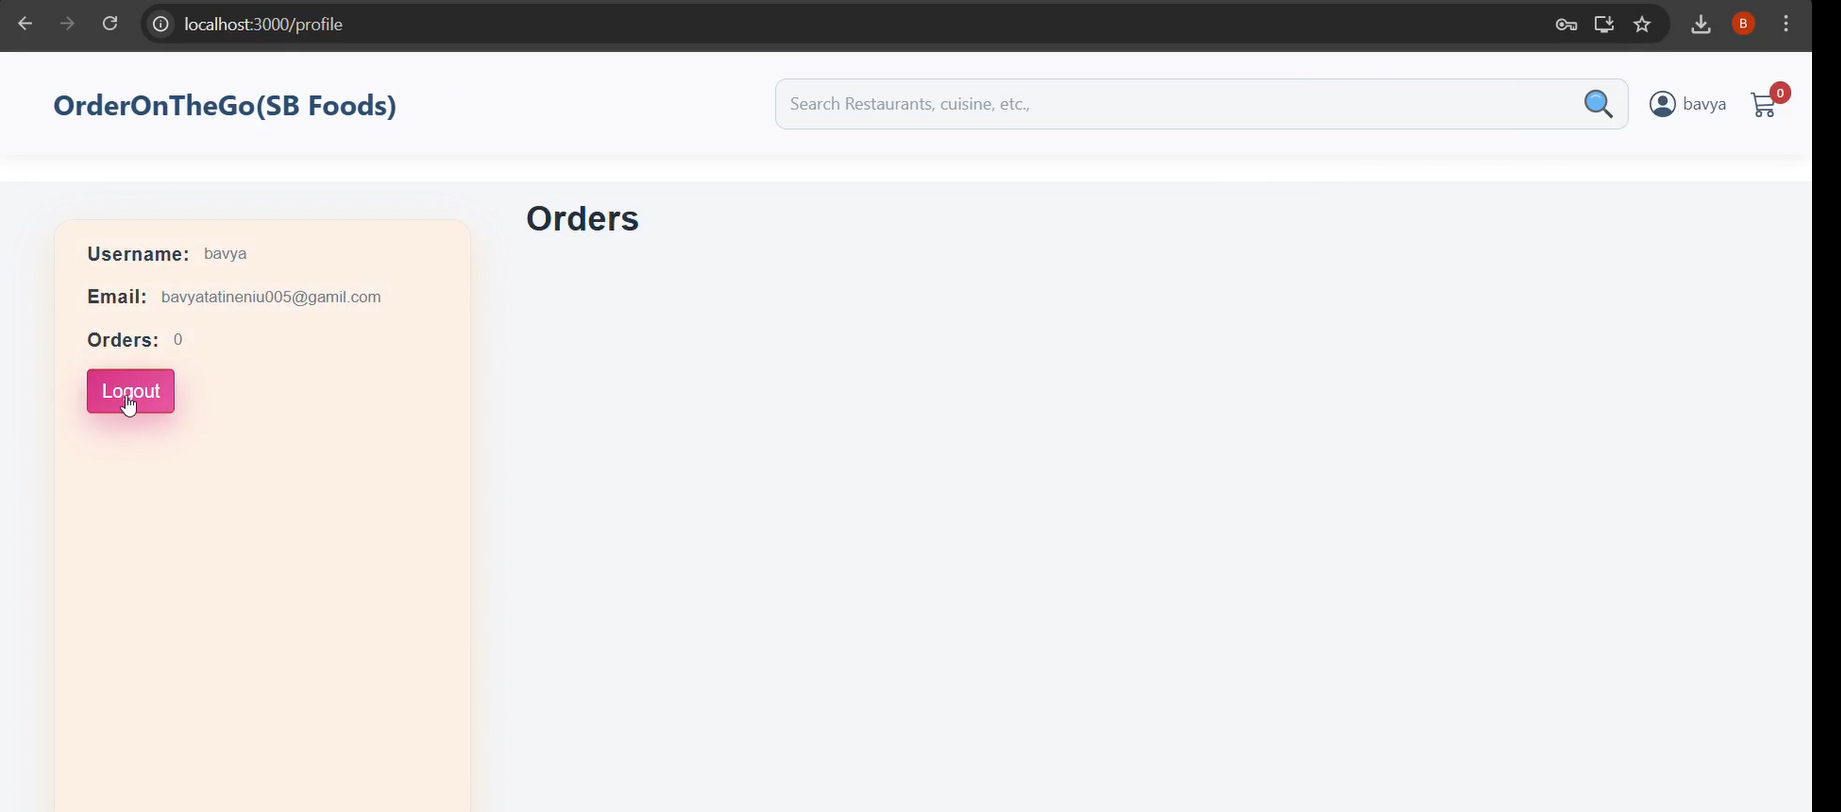 localhost:3000/profile
B
OrderOnTheGo(SB Foods)
Search Restaurants, cuisine, etc.,
bavya
0
Orders
Username: bavya
Email: bavyatatineniu005@gamil.com
Orders: 0
Logout